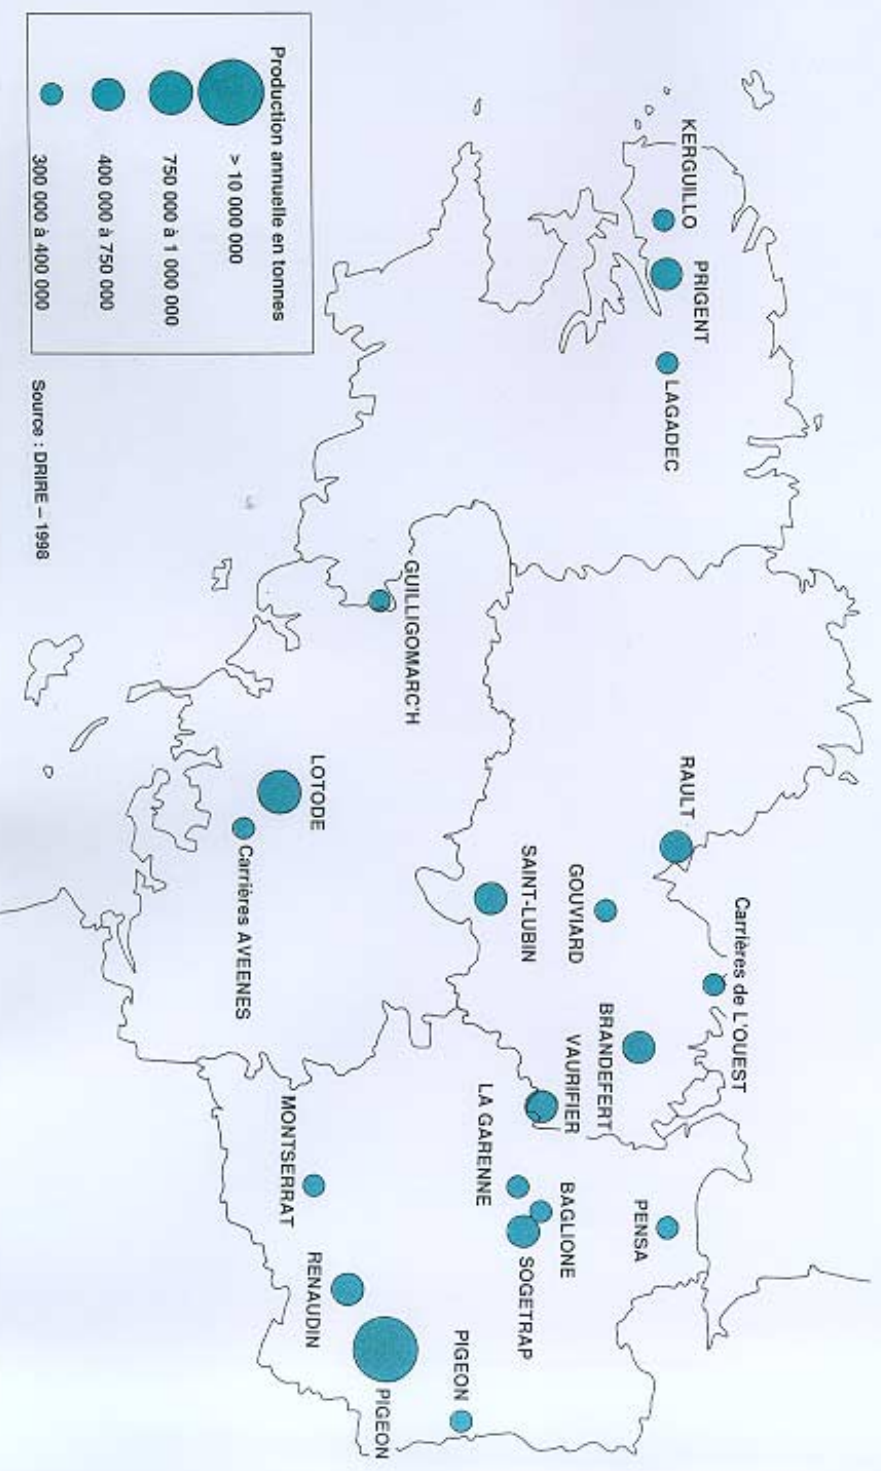 KERGUILLO
PRIGENT
LAGADEC
GUILLIGOMARC'H
RAULT
Carrières de L'OUEST
GOUVIARD
SAINT-LUBIN
BRANDEFERT
VAURIFIER
LOTODE
Carrières AVEENES
PENSA
BAGLIONE
LA GARENNE
SOGETRAP
MONTSERRAT
RENAUDIN
PIGEON
PIGEON
Production annuelle en tonnes
> 10 000 000
750 000 à 1 000 000
400 000 à 750 000
300 000 à 400 000
Source : DRIRE – 1998